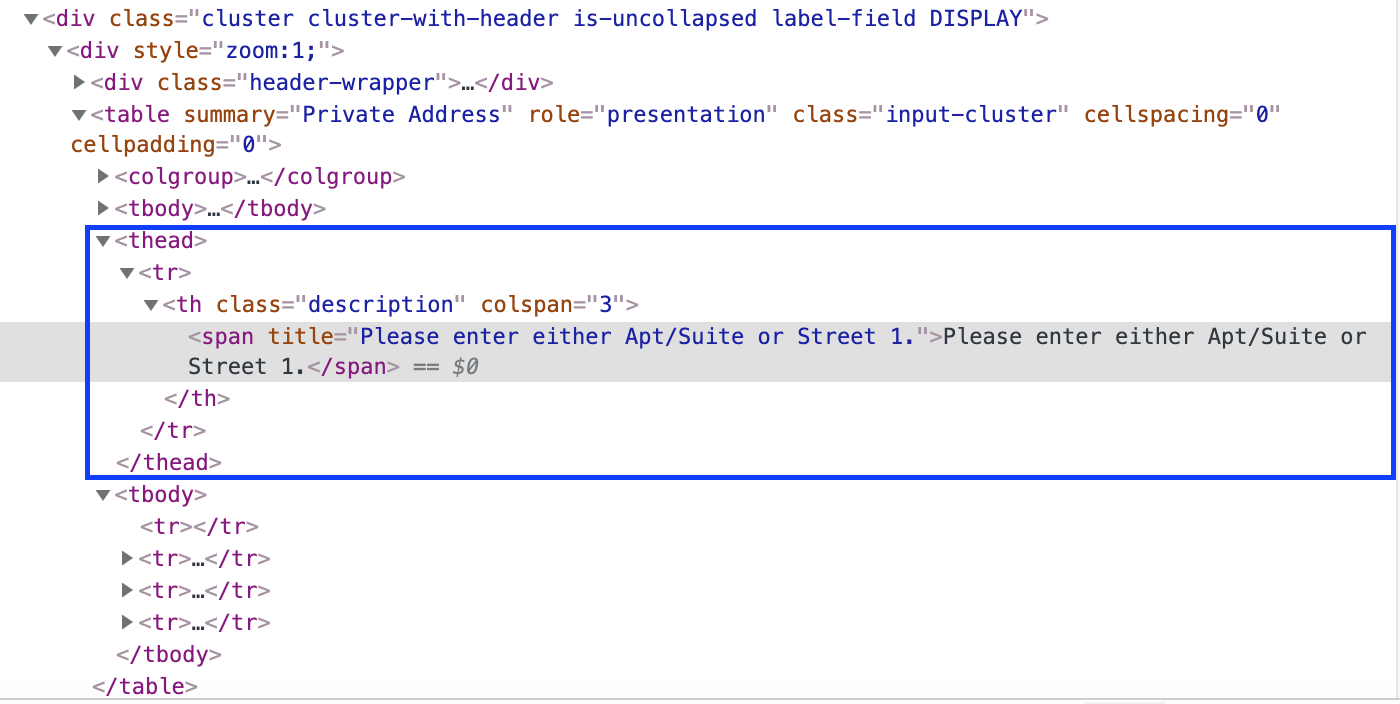 ▼<div class="cluster cluster-with-header is-uncollapsed label-field DISPLAY">
▼<div style="zoom:1;">
▶<div class="header-wrapper">…</div>
▼<table summary="Private Address" role="presentation" class="input-cluster" cellspacing="0"
cellpadding="0">
▶<colgroup>…</colgroup>
▶<tbody>…</tbody>
▼<thead>
▼<tr>
▼<th class="description" colspan="3">
<span title="Please enter either Apt/Suite or Street 1.">Please enter either Apt/Suite or
Street 1.</span> == $0
</th>
</tr>
</thead>
▼<tbody>
<tr></tr>
▶<tr>…</tr>
▶<tr>…</tr>
▶<tr>…</tr>
</tbody>
</table>